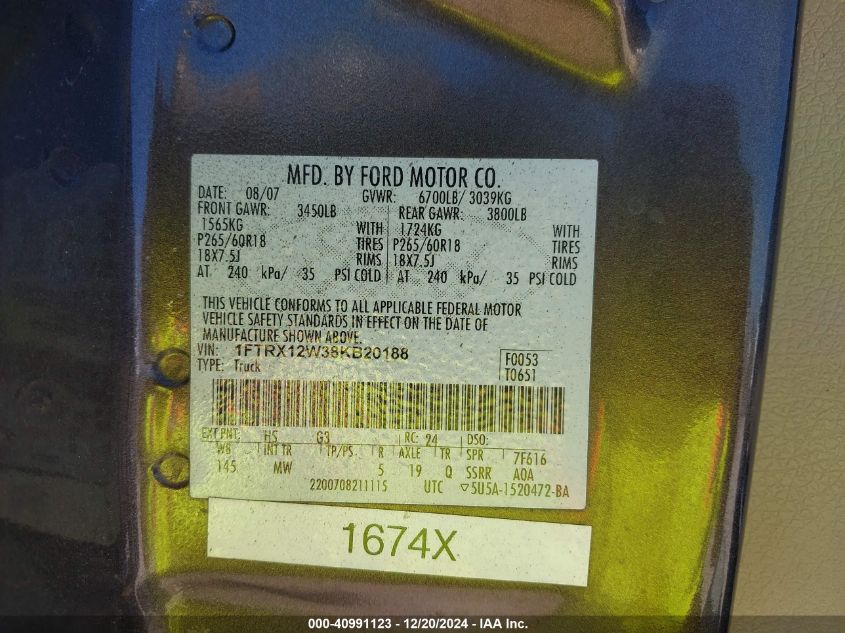 MFD. BY FORD MOTOR CO.
DATE: 08/07 GVWR: 6700LB/ 3039KG
FRONT GAWR: 3450LB REAR GAWR: 3800LB
1565KG WITH 1724KG WITH
P265/60R18 TIRES P265/60R18 TIRES
18X7.5J RIMS 18X7.5J RIMS
AT 240 kPa/ 35 PSI COLD AT 240 kPa/ 35 PSI COLD
THIS VEHICLE CONFORMS TO ALL APPLICABLE FEDERAL MOTOR
VEHICLE SAFETY STANDARDS IN EFFECT ON THE DATE OF
MANUFACTURE SHOWN ABOVE.
VIN: 1FTRX12W38KB20188 F0053
TYPE: Truck T0651
EXT PNT: HS G3 RC: 24 DSO:
WB INT TR TP/PS R AXLE TR SPR 7F616
145 MW 5 19 Q SSRR AOA
2200708211115 UTC ▽5U5A-1520472-BA
1674X
000-40991123 - 12/20/2024 - IAA Inc.